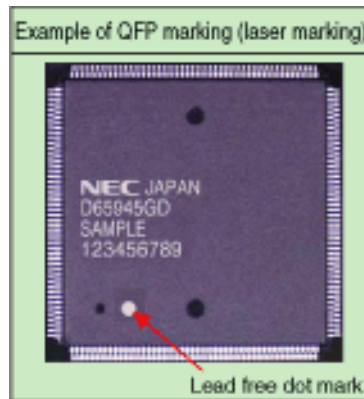 Example of QFP marking (laser marking)
NEC JAPAN
D65945GD
SAMPLE
123456789
Lead free dot mark